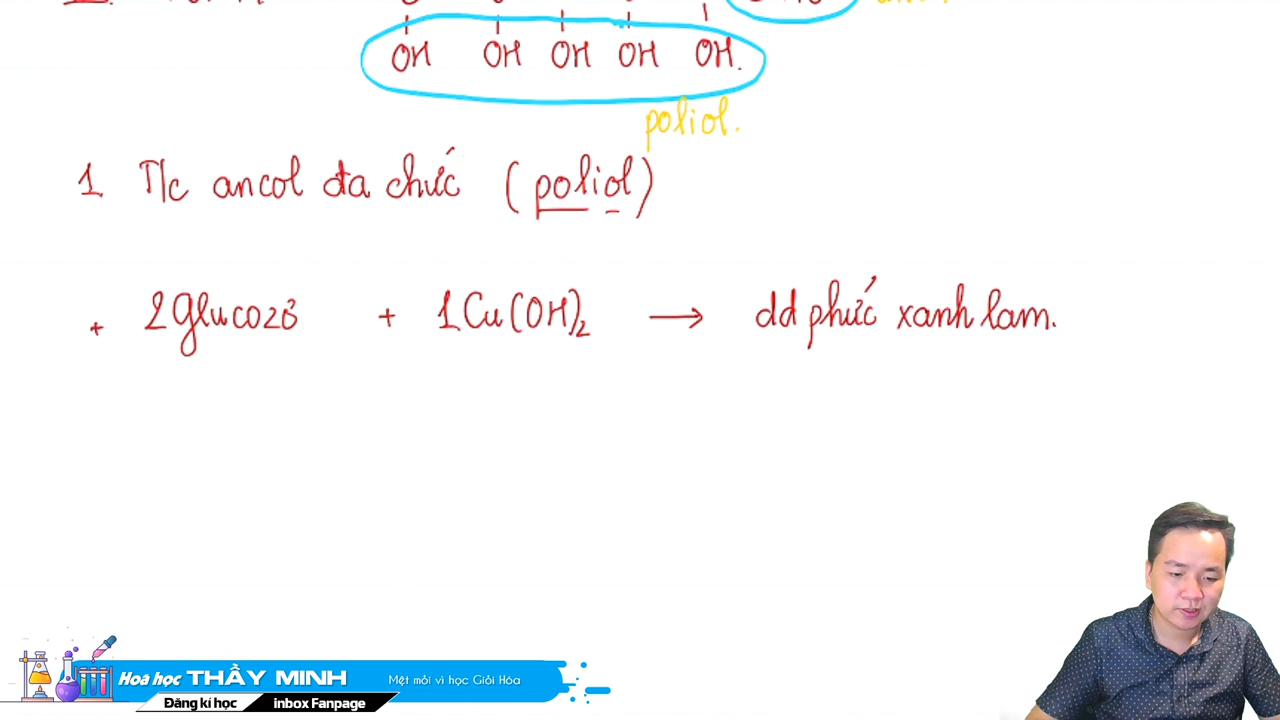 OH OH OH OH OH.
poliol.
1 T/c ancol đa chức (poliol)
+ 2Glucozơ + 1Cu(OH)2 → dd phức xanh lam.
Hoá học THẦY MINH
Mệt mỏi vì học Giỏi Hóa
Đăng kí học inbox Fanpage